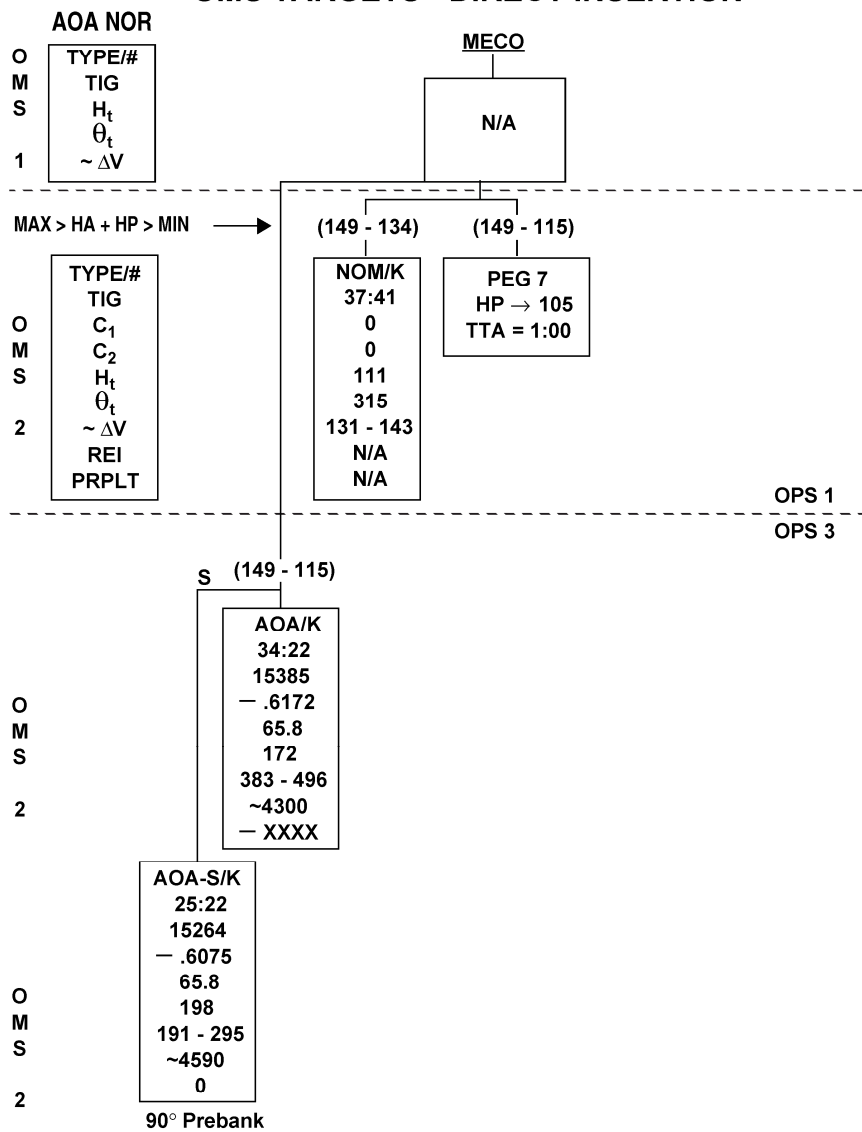 AOA NOR
O
M
S
1
TYPE/#
TIG
Ht
θt
~ ΔV
MECO
N/A
MAX > HA + HP > MIN
(149 - 134)
(149 - 115)
O
M
S
2
TYPE/#
TIG
C1
C2
Ht
θt
~ ΔV
REI
PRPLT
NOM/K
37:41
0
0
111
315
131 - 143
N/A
N/A
PEG 7
HP → 105
TTA = 1:00
OPS 1
OPS 3
S
(149 - 115)
O
M
S
2
AOA/K
34:22
15385
— .6172
65.8
172
383 - 496
~4300
— XXXX
O
M
S
2
AOA-S/K
25:22
15264
— .6075
65.8
198
191 - 295
~4590
0
90° Prebank